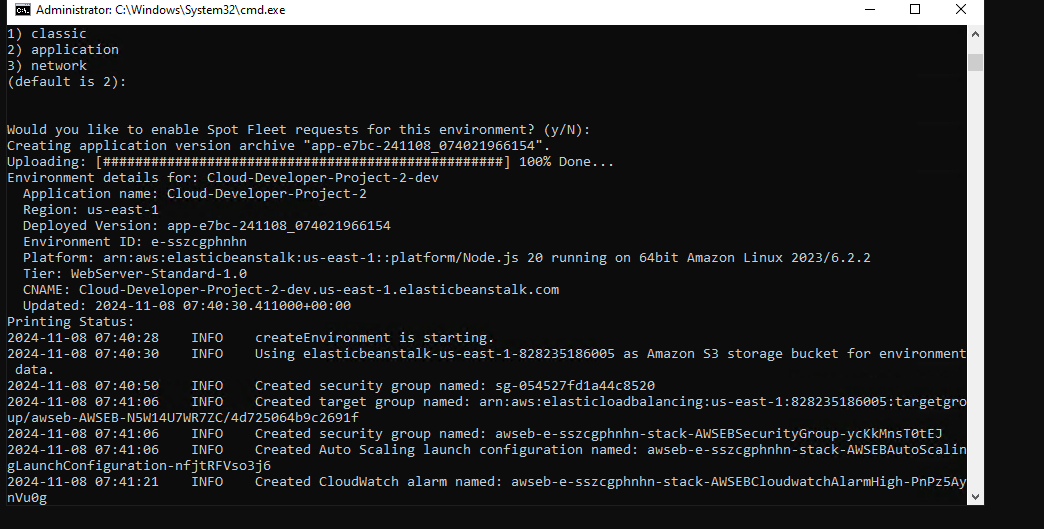 Administrator: C:\Windows\System32\cmd.exe
1) classic
2) application
3) network
(default is 2):
Would you like to enable Spot Fleet requests for this environment? (y/N):
Creating application version archive "app-e7bc-241108_074021966154".
Uploading: [##################################################] 100% Done...
Environment details for: Cloud-Developer-Project-2-dev
  Application name: Cloud-Developer-Project-2
  Region: us-east-1
  Deployed Version: app-e7bc-241108_074021966154
  Environment ID: e-sszcgphnhn
  Platform: arn:aws:elasticbeanstalk:us-east-1::platform/Node.js 20 running on 64bit Amazon Linux 2023/6.2.2
  Tier: WebServer-Standard-1.0
  CNAME: Cloud-Developer-Project-2-dev.us-east-1.elasticbeanstalk.com
  Updated: 2024-11-08 07:40:30.411000+00:00
Printing Status:
2024-11-08 07:40:28    INFO    createEnvironment is starting.
2024-11-08 07:40:30    INFO    Using elasticbeanstalk-us-east-1-828235186005 as Amazon S3 storage bucket for environment
 data.
2024-11-08 07:40:50    INFO    Created security group named: sg-054527fd1a44c8520
2024-11-08 07:41:06    INFO    Created target group named: arn:aws:elasticloadbalancing:us-east-1:828235186005:targetgro
up/awseb-AWSEB-N5W14U7WR7ZC/4d725064b9c2691f
2024-11-08 07:41:06    INFO    Created security group named: awseb-e-sszcgphnhn-stack-AWSEBSecurityGroup-ycKkMnsT0tEJ
2024-11-08 07:41:06    INFO    Created Auto Scaling launch configuration named: awseb-e-sszcgphnhn-stack-AWSEBAutoScalin
gLaunchConfiguration-nfjtRFVso3j6
2024-11-08 07:41:21    INFO    Created CloudWatch alarm named: awseb-e-sszcgphnhn-stack-AWSEBCloudwatchAlarmHigh-PnPz5Ay
nVu0g